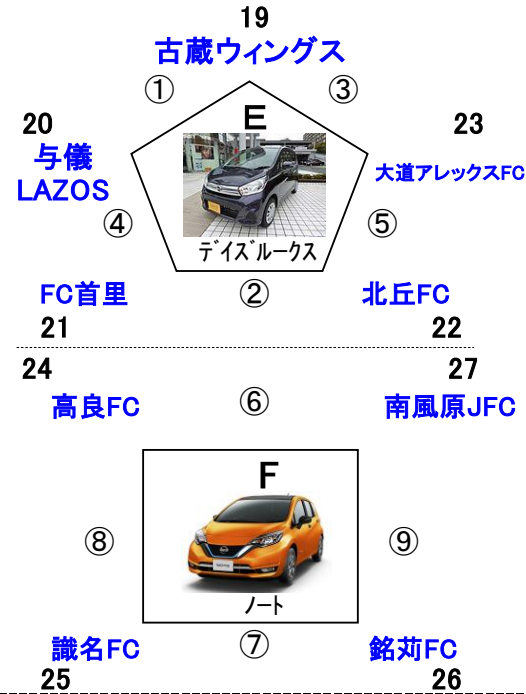 19
古蔵ウィングス
① ③
E
20 23
与儀
LAZOS
大道アレックスFC
④ ⑤
デイズルークス
FC首里 ② 北丘FC
21 22
24 27
高良FC ⑥ 南風原JFC
F
⑧ ⑨
ノート
識名FC ⑦ 銘苅FC
25 26